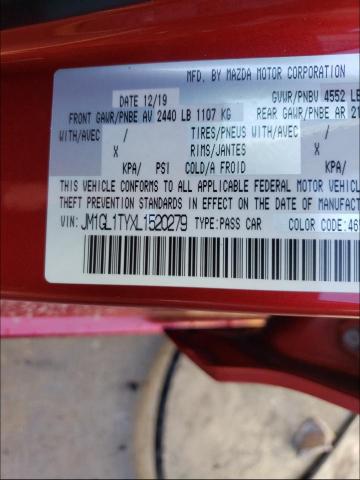 MFD. BY MAZDA MOTOR CORPORATION
DATE 12/19 GVWR/PNBV 4552 LB
FRONT GAWR/PNBE AV 2440 LB 1107 KG REAR GAWR/PNBE AR 21
WITH/AVEC / TIRES/PNEUS WITH/AVEC /
X RIMS/JANTES X
KPA/ PSI COLD/A FROID KPA/
THIS VEHICLE CONFORMS TO ALL APPLICABLE FEDERAL MOTOR VEHICLE
THEFT PREVENTION STANDARDS IN EFFECT ON THE DATE OF MANUFACT
VIN: JM1GL1TYXL1520279 TYPE:PASS CAR COLOR CODE:46